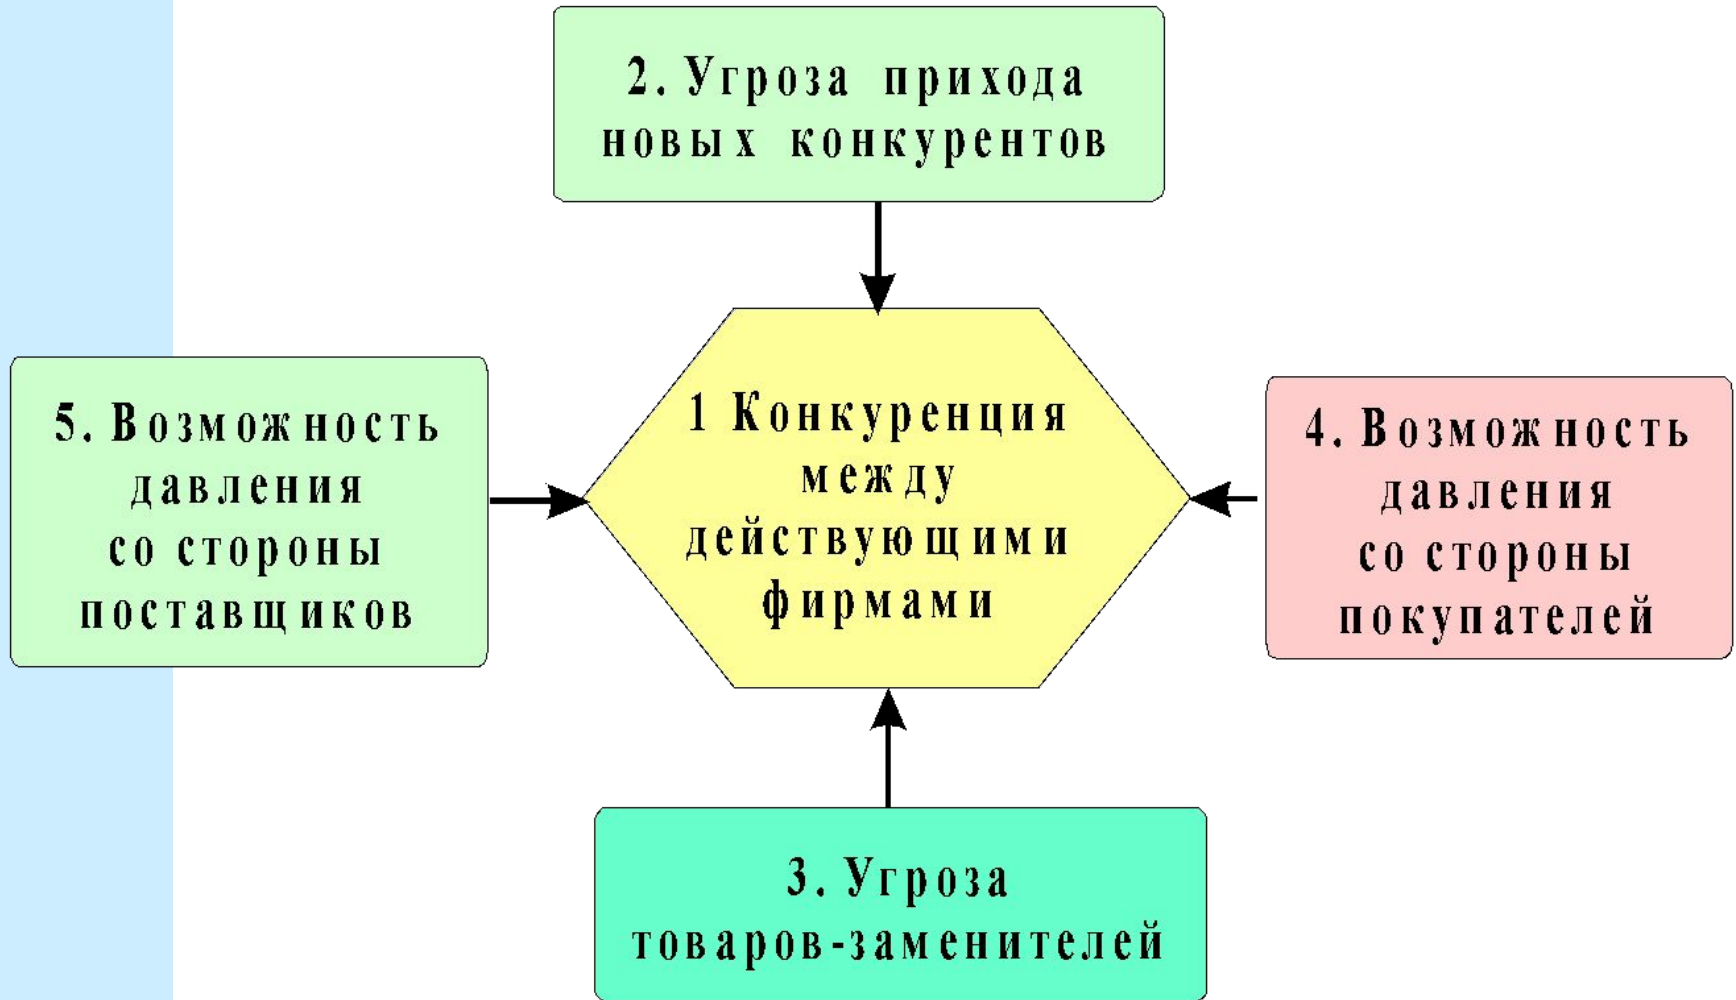 2. Угроза прихода
новых конкурентов
5. Возможность
давления
со стороны
поставщиков
1 Конкуренция
между
действующими
фирмами
4. Возможность
давления
со стороны
покупателей
3. Угроза
товаров-заменителей